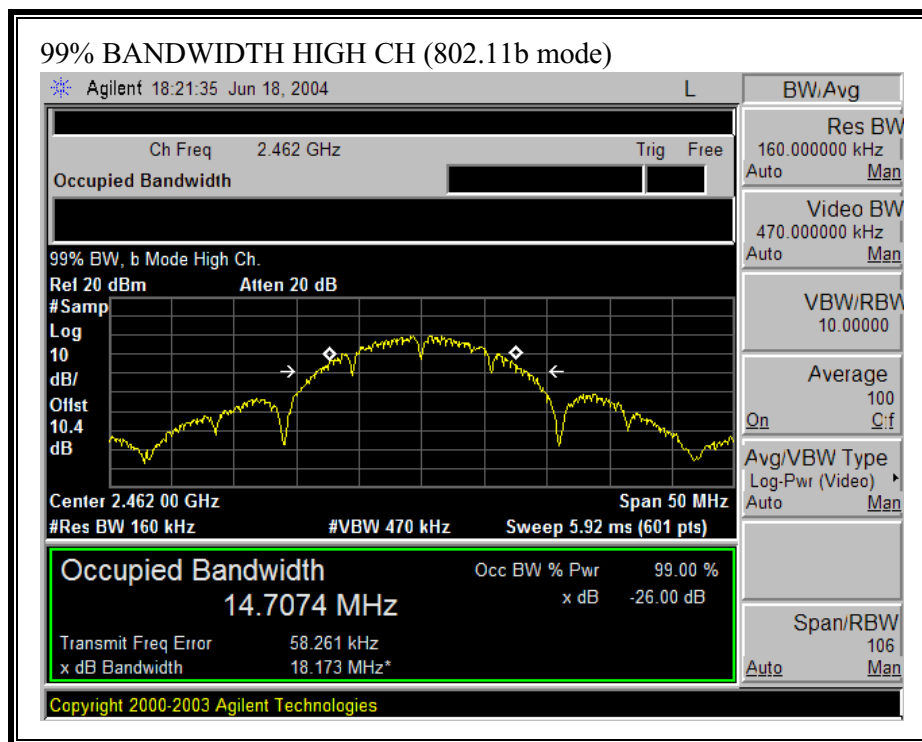 99% BANDWIDTH HIGH CH (802.11b mode)
Agilent 18:21:35 Jun 18, 2004 L
BW/Avg
Ch Freq 2.462 GHz Trig Free
Occupied Bandwidth
99% BW, b Mode High Ch.
Ref 20 dBm Atten 20 dB
#Samp
Log
10
dB/
Offst
10.4
dB
Center 2.462 00 GHz Span 50 MHz
#Res BW 160 kHz #VBW 470 kHz Sweep 5.92 ms (601 pts)
Occupied Bandwidth
14.7074 MHz
Occ BW % Pwr 99.00 %
x dB -26.00 dB
Transmit Freq Error 58.261 kHz
x dB Bandwidth 18.173 MHz*
Copyright 2000-2003 Agilent Technologies
Res BW
160.000000 kHz
Auto Man
Video BW
470.000000 kHz
Auto Man
VBW/RBW
10.00000
Average
100
On
Avg/VBW Type
Log-Pwr (Video)
Auto Man
Span/RBW
106
Auto Man